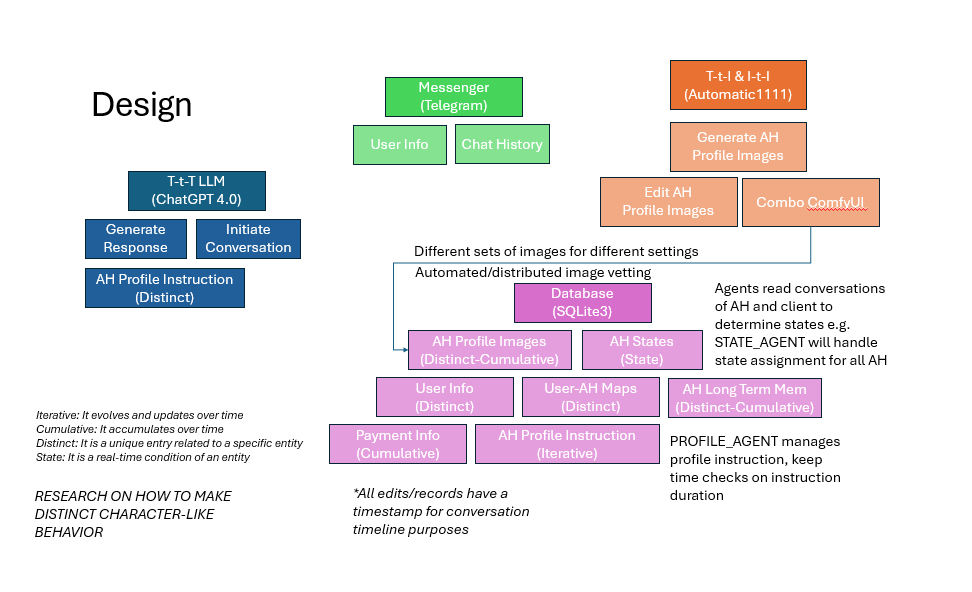 Design
Messenger
(Telegram)
User Info
Chat History
T-t-I & I-t-I
(Automatic1111)
Generate AH
Profile Images
Edit AH
Profile Images
Combo ComfyUI
T-t-T LLM
(ChatGPT 4.0)
Generate
Response
Initiate
Conversation
AH Profile Instruction
(Distinct)
Different sets of images for different settings
Automated/distributed image vetting
Database
(SQLite3)
AH Profile Images
(Distinct-Cumulative)
AH States
(State)
User Info
(Distinct)
User-AH Maps
(Distinct)
AH Long Term Mem
(Distinct-Cumulative)
Payment Info
(Cumulative)
AH Profile Instruction
(Iterative)
Agents read conversations
of AH and client to
determine states e.g.
STATE_AGENT will handle
state assignment for all AH
PROFILE_AGENT manages
profile instruction, keep
time checks on instruction
duration
Iterative: It evolves and updates over time
Cumulative: It accumulates over time
Distinct: It is a unique entry related to a specific entity
State: It is a real-time condition of an entity
RESEARCH ON HOW TO MAKE
DISTINCT CHARACTER-LIKE
BEHAVIOR
*All edits/records have a
timestamp for conversation
timeline purposes